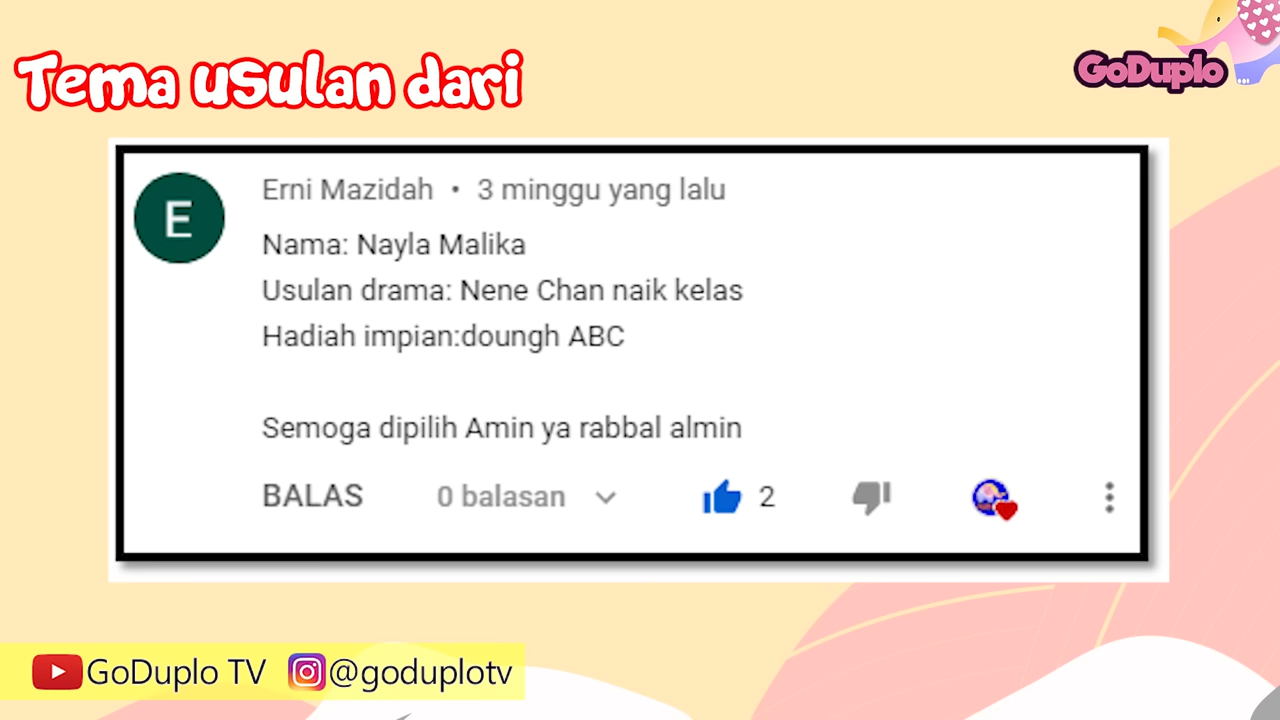 Tema usulan dari
GoDuplo
E
Erni Mazidah • 3 minggu yang lalu
Nama: Nayla Malika
Usulan drama: Nene Chan naik kelas
Hadiah impian:doungh ABC
Semoga dipilih Amin ya rabbal almin
BALAS 0 balasan 2
GoDuplo TV @goduplotv